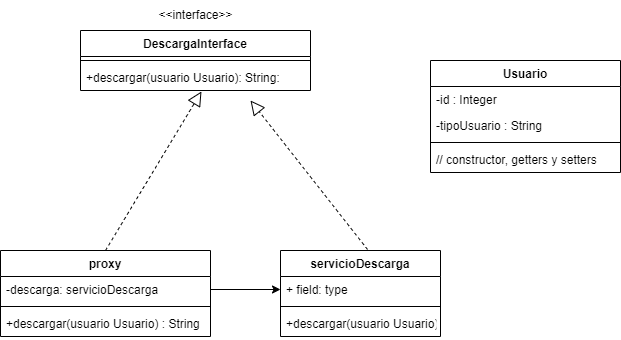 <<interface>>
DescargaInterface
+descargar(usuario Usuario): String:
Usuario
-id : Integer
-tipoUsuario : String
// constructor, getters y setters
proxy
-descarga: servicioDescarga
+descargar(usuario Usuario) : String
servicioDescarga
+ field: type
+descargar(usuario Usuario)